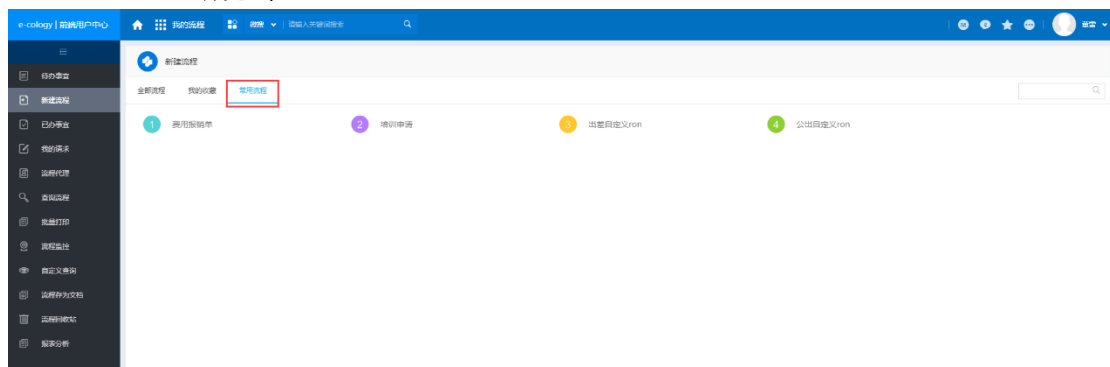 e-cology | 前端用户中心
我的流程
微搜
请输入关键词搜索
新建流程
待办事宜
全部流程 我的收藏 常用流程
新建流程
1 费用报销单 2 培训申请 3 出差自定义ron 4 公出自定义ron
已办事宜
我的请求
流程代理
查询流程
批量打印
流程监控
自定义查询
流程存为文档
流程回收站
报表分析